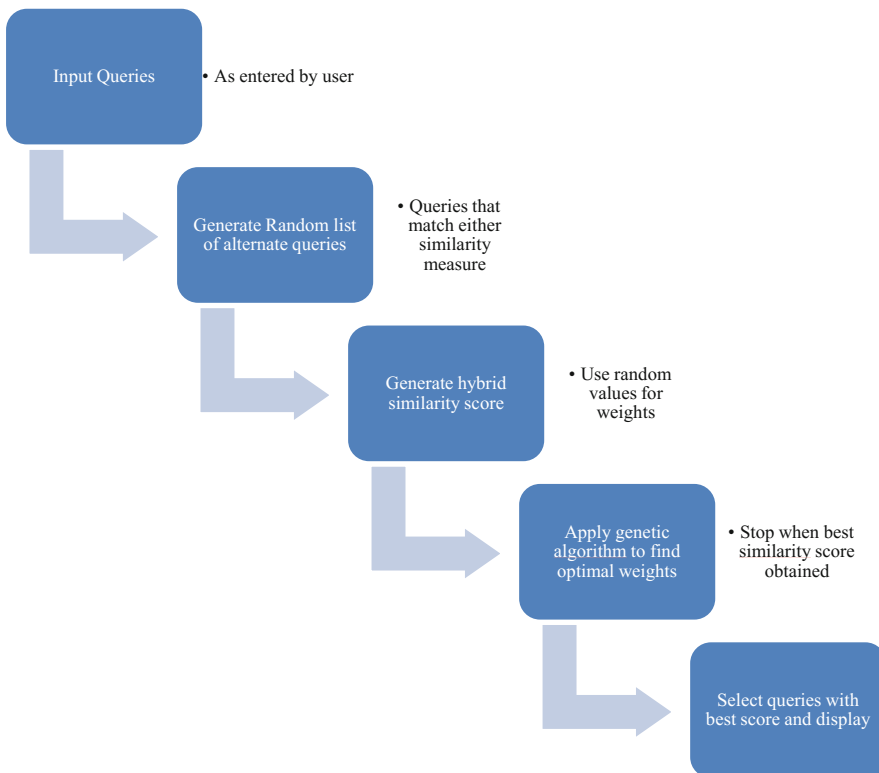 Input Queries
• As entered by user
Generate Random list
of alternate queries
• Queries that
match either
similarity
measure
Generate hybrid
similarity score
• Use random
values for
weights
Apply genetic
algorithm to find
optimal weights
• Stop when best
similarity score
obtained
Select queries with
best score and display